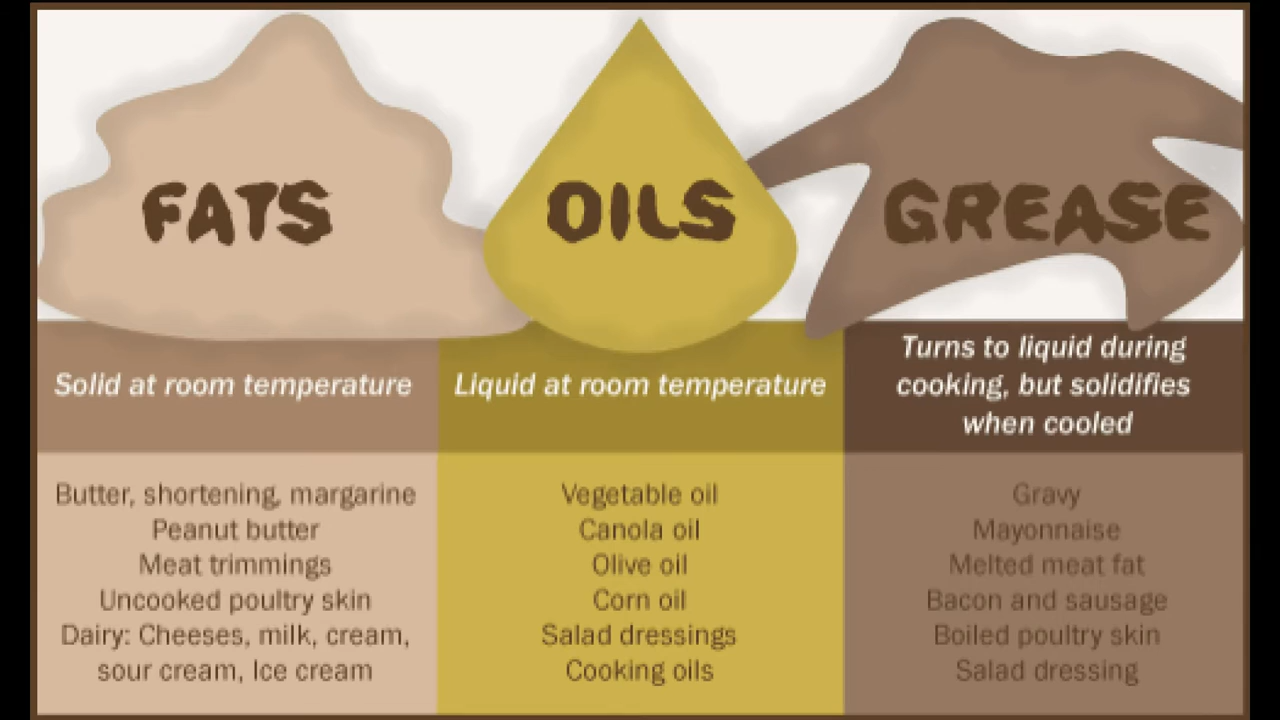 FATS
Solid at room temperature
Butter, shortening, margarine
Peanut butter
Meat trimmings
Uncooked poultry skin
Dairy: Cheeses, milk, cream,
sour cream, Ice cream
OILS
Liquid at room temperature
Vegetable oil
Canola oil
Olive oil
Corn oil
Salad dressings
Cooking oils
GREASE
Turns to liquid during
cooking, but solidifies
when cooled
Gravy
Mayonnaise
Melted meat fat
Bacon and sausage
Boiled poultry skin
Salad dressing